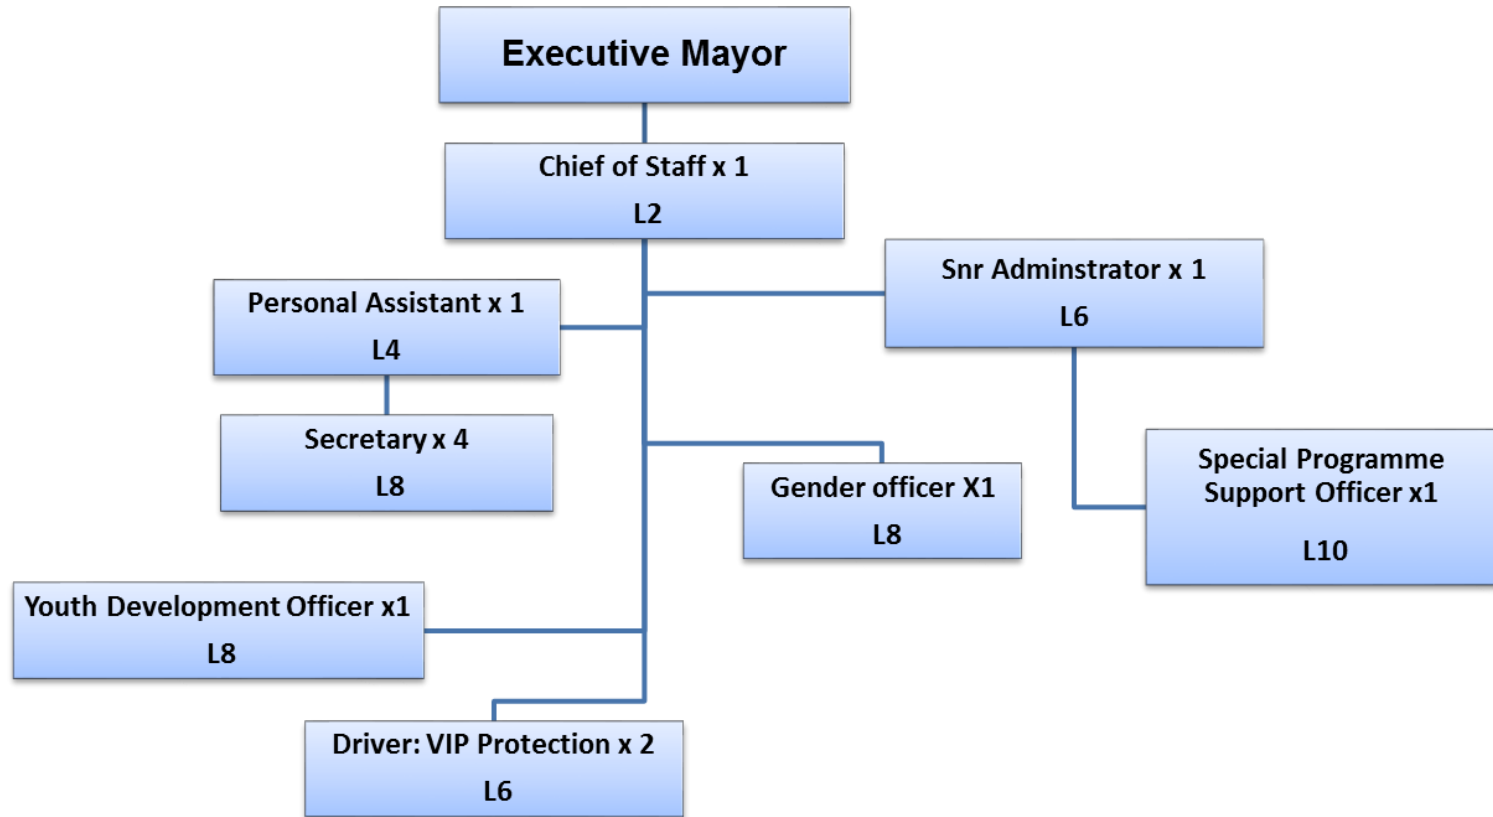 Executive Mayor
Chief of Staff x 1
L2
Snr Adminstrator x 1
L6
Personal Assistant x 1
L4
Secretary x 4
L8
Gender officer X1
L8
Special Programme
Support Officer x1
L10
Youth Development Officer x1
L8
Driver: VIP Protection x 2
L6